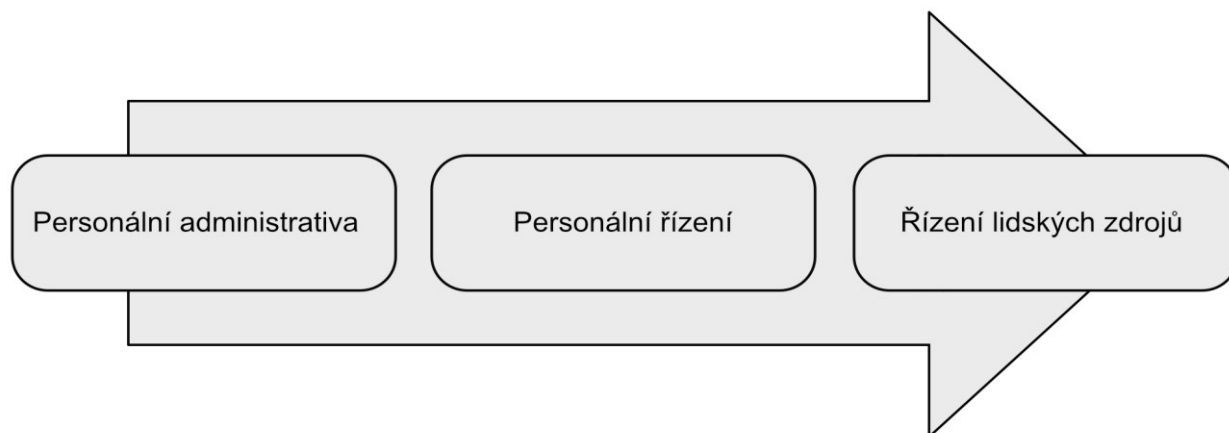 Personální administrativa
Personální řízení
Řízení lidských zdrojů